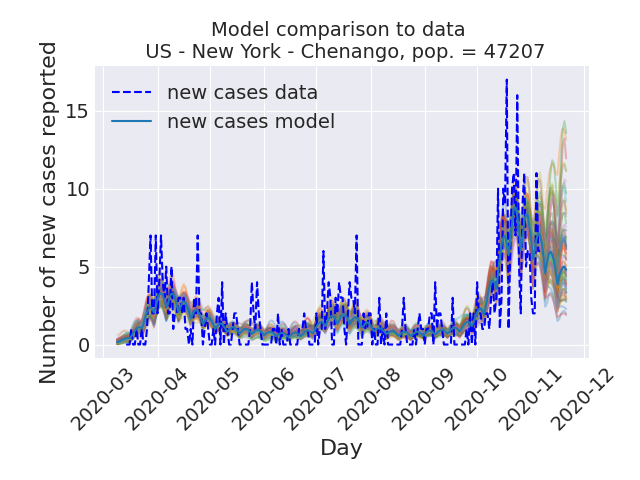 Model comparison to data
US - New York - Chenango, pop. = 47207
new cases data
new cases model
Number of new cases reported
15
10
5
0
2020-03
2020-04
2020-05
2020-06
2020-07
2020-08
2020-09
2020-10
2020-11
2020-12
Day